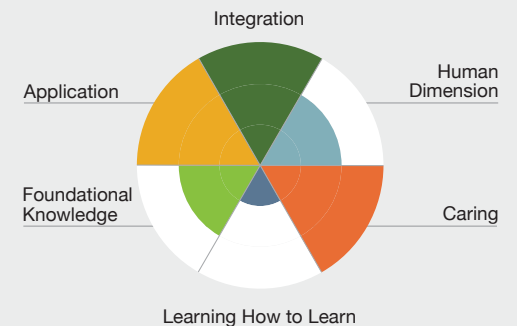 Integration
Human
Dimension
Application
Foundational
Knowledge
Caring
Learning How to Learn